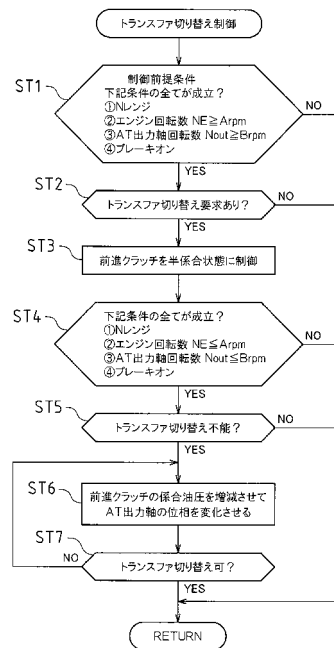 トランスファ切り替え制御
ST1
制御前提条件
下記条件の全てが成立?
①Nレンジ
②エンジン回転数 NE≧Arpm
③AT出力軸回転数 Nout≧Brpm
④ブレーキオン
NO
YES
ST2
トランスファ切り替え要求あり?
NO
YES
ST3
前進クラッチを半係合状態に制御
ST4
下記条件の全てが成立?
①Nレンジ
②エンジン回転数 NE≦Arpm
③AT出力軸回転数 Nout≦Brpm
④ブレーキオン
NO
YES
ST5
トランスファ切り替え不能?
NO
YES
ST6
前進クラッチの係合油圧を増減させて
AT出力軸の位相を変化させる
ST7
トランスファ切り替え可?
NO
YES
RETURN